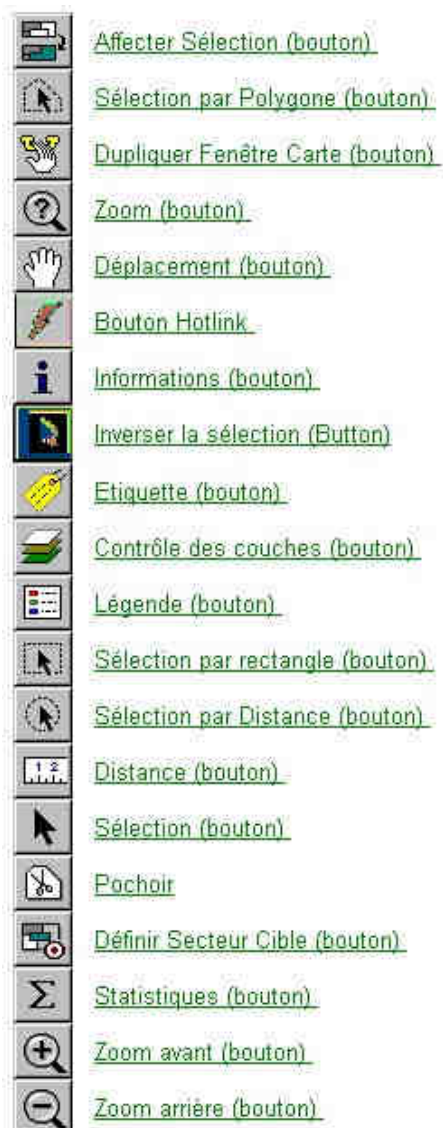 Affecter Sélection (bouton)
Sélection par Polygone (bouton)
Dupliquer Fenêtre Carte (bouton)
Zoom (bouton)
Déplacement (bouton)
Bouton Hotlink
Informations (bouton)
Inverser la sélection (Button)
Etiquette (bouton)
Contrôle des couches (bouton)
Légende (bouton)
Sélection par rectangle (bouton)
Sélection par Distance (bouton)
1 2 Distance (bouton)
Sélection (bouton)
Pochoir
Définir Secteur Cible (bouton)
Σ Statistiques (bouton)
Zoom avant (bouton)
Zoom arrière (bouton)